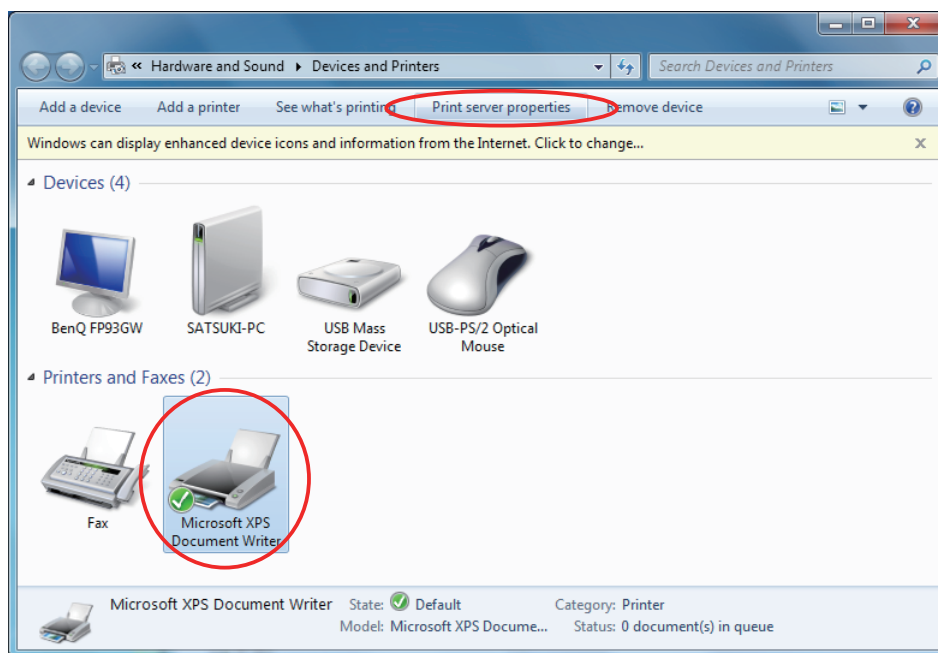 « Hardware and Sound ▸ Devices and Printers
Search Devices and Printers
Add a device Add a printer See what's printing Print server properties Remove device
Windows can display enhanced device icons and information from the Internet. Click to change...
Devices (4)
BenQ FP93GW
SATSUKI-PC
USB Mass
Storage Device
USB-PS/2 Optical
Mouse
Printers and Faxes (2)
Fax
Microsoft XPS
Document Writer
Microsoft XPS Document Writer State: Default Category: Printer
Model: Microsoft XPS Docume... Status: 0 document(s) in queue